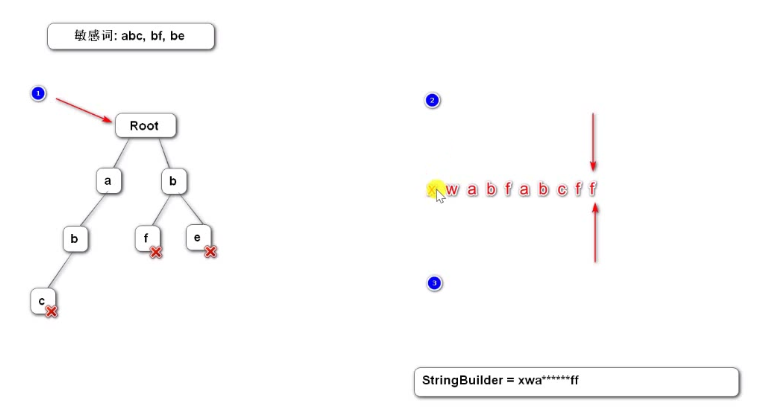 敏感词: abc, bf, be
1
Root
a
b
b
f
e
c
2
x w a b f a b c f f
3
StringBuilder = xwa******ff